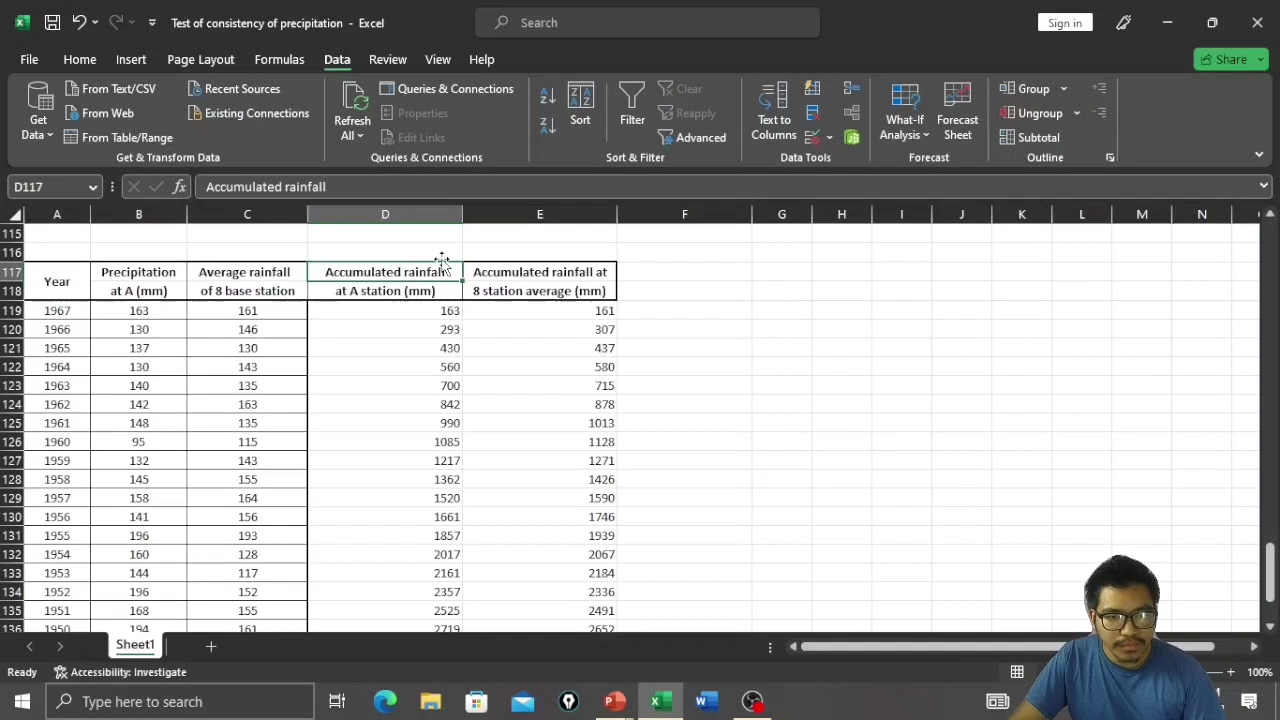 Test of consistency of precipitation - Excel
Search
Sign in
File Home Insert Page Layout Formulas Data Review View Help
Share
Get Data
From Text/CSV
From Web
From Table/Range
Recent Sources
Existing Connections
Get & Transform Data
Refresh All
Queries & Connections
Properties
Edit Links
Queries & Connections
Sort
Filter
Clear
Reapply
Advanced
Sort & Filter
Text to Columns
Data Tools
What-If Analysis
Forecast Sheet
Forecast
Group
Ungroup
Subtotal
Outline
D117
fx
Accumulated rainfall
A B C D E F G H I J K L M N
115
116
117 Year Precipitation Average rainfall Accumulated rainfall Accumulated rainfall at
118 at A (mm) of 8 base station at A station (mm) 8 station average (mm)
119 1967 163 161 163 161
120 1966 130 146 293 307
121 1965 137 130 430 437
122 1964 130 143 560 580
123 1963 140 135 700 715
124 1962 142 163 842 878
125 1961 148 135 990 1013
126 1960 95 115 1085 1128
127 1959 132 143 1217 1271
128 1958 145 155 1362 1426
129 1957 158 164 1520 1590
130 1956 141 156 1661 1746
131 1955 196 193 1857 1939
132 1954 160 128 2017 2067
133 1953 144 117 2161 2184
134 1952 196 152 2357 2336
135 1951 168 155 2525 2491
136 1950 194 161 2719 2652
Sheet1
Ready
Accessibility: Investigate
100%
Type here to search